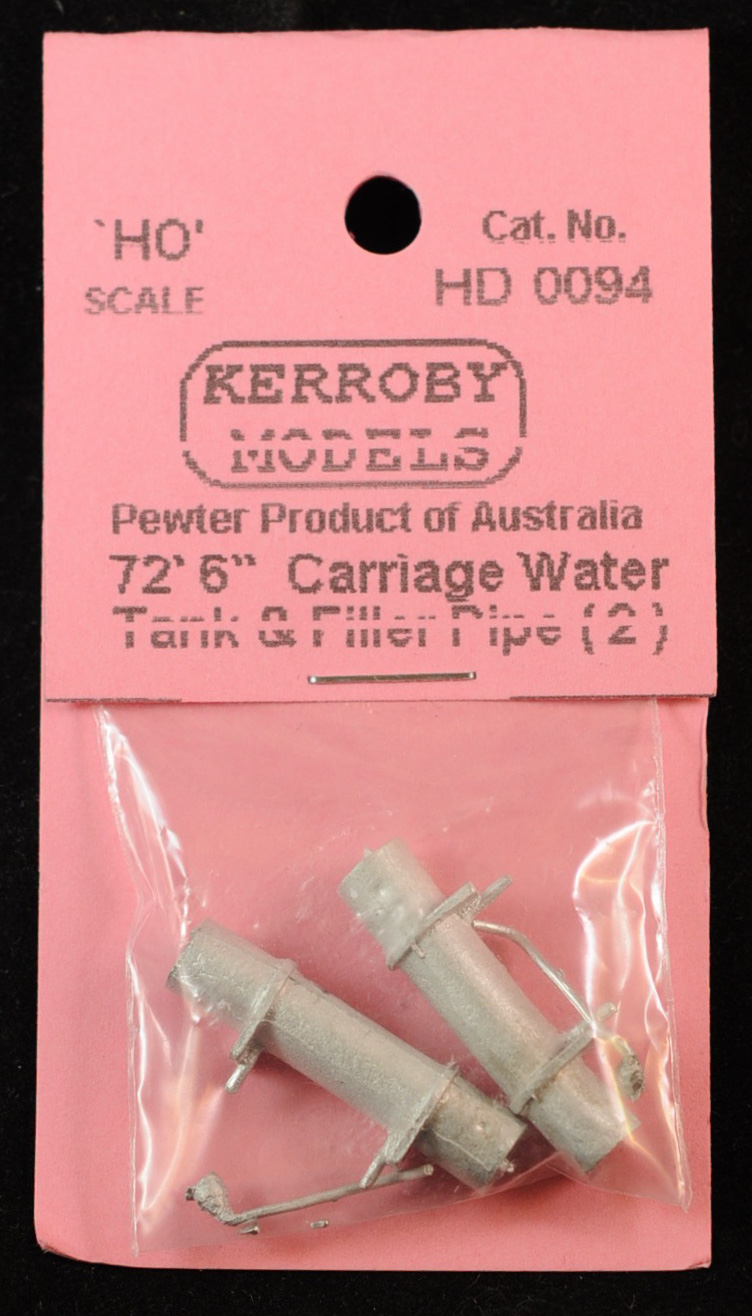 `HO'
SCALE
Cat. No.
HD 0094
KERROBY
MODELS
Pewter Product of Australia
72` 6“ Carriage Water
Tank & Filler Pipe (2)